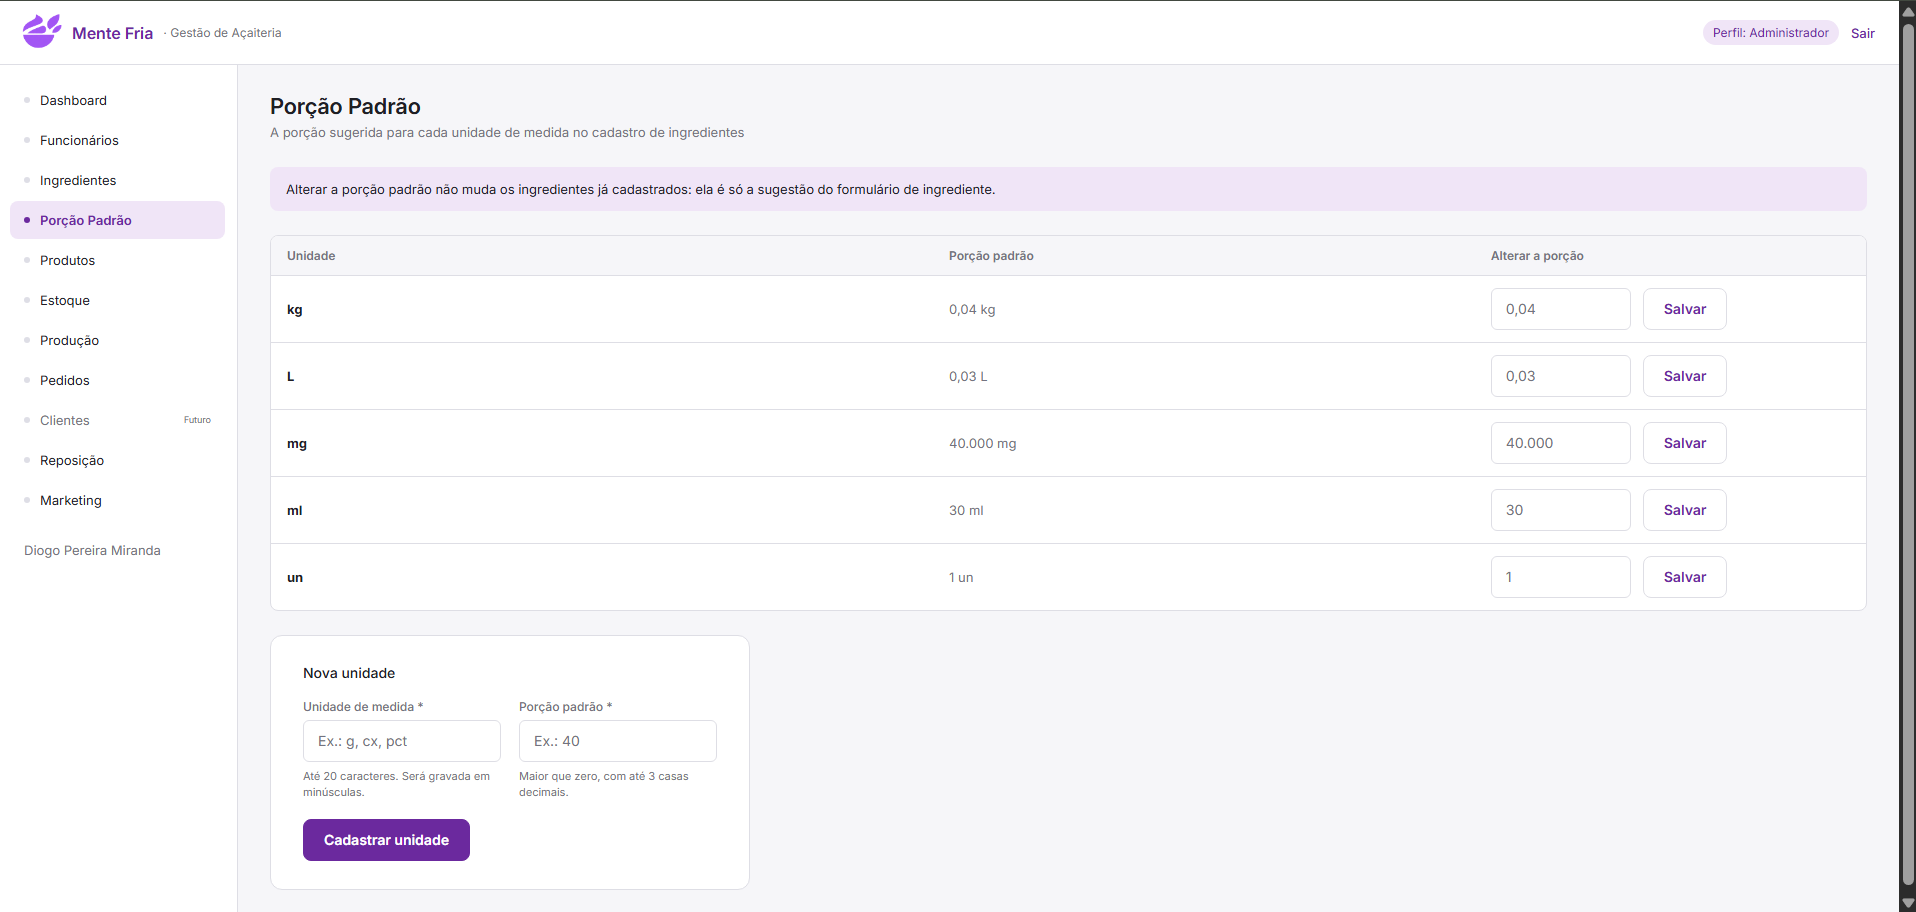 Mente Fria · Gestão de Açaiteria
Perfil: Administrador
Sair
Dashboard
Funcionários
Ingredientes
Porção Padrão
Produtos
Estoque
Produção
Pedidos
Clientes
Futuro
Reposição
Marketing
Diogo Pereira Miranda
Porção Padrão
A porção sugerida para cada unidade de medida no cadastro de ingredientes
Alterar a porção padrão não muda os ingredientes já cadastrados: ela é só a sugestão do formulário de ingrediente.
Unidade Porção padrão Alterar a porção
kg 0,04 kg 0,04 Salvar
L 0,03 L 0,03 Salvar
mg 40.000 mg 40.000 Salvar
ml 30 ml 30 Salvar
un 1 un 1 Salvar
Nova unidade
Unidade de medida * Porção padrão *
Ex.: g, cx, pct Ex.: 40
Até 20 caracteres. Será gravada em minúsculas.
Maior que zero, com até 3 casas decimais.
Cadastrar unidade